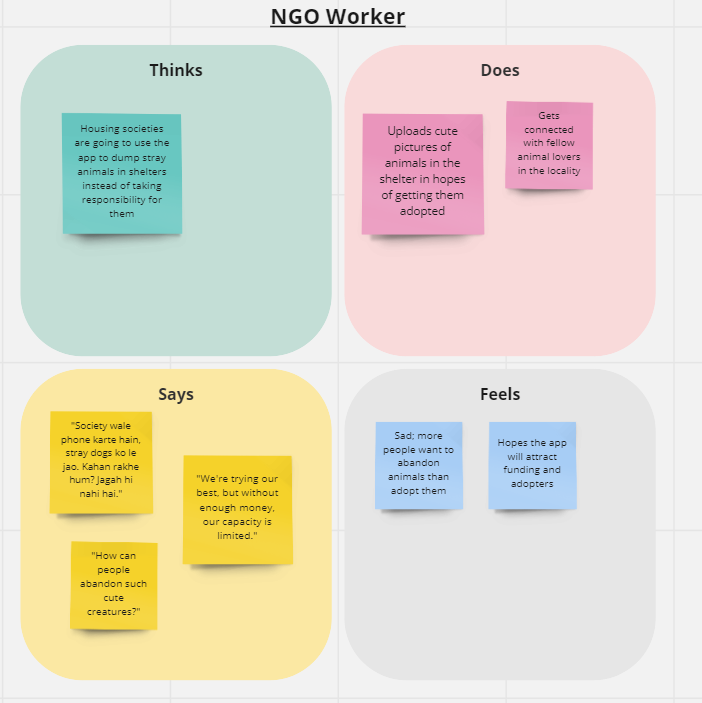 NGO Worker
Thinks
Housing societies
are going to use the
app to dump stray
animals in shelters
instead of taking
responsibility for
them
Does
Uploads cute
pictures of
animals in the
shelter in hopes
of getting them
adopted
Gets
connected
with fellow
animal lovers
in the locality
Says
"Society wale
phone karte hain,
stray dogs ko le
jao. Kahan rakhe
hum? Jagah hi
nahi hai."
"We're trying our
best, but without
enough money,
our capacity is
limited."
"How can
people
abandon such
cute
creatures?"
Feels
Sad; more
people want to
abandon
animals than
adopt them
Hopes the app
will attract
funding and
adopters